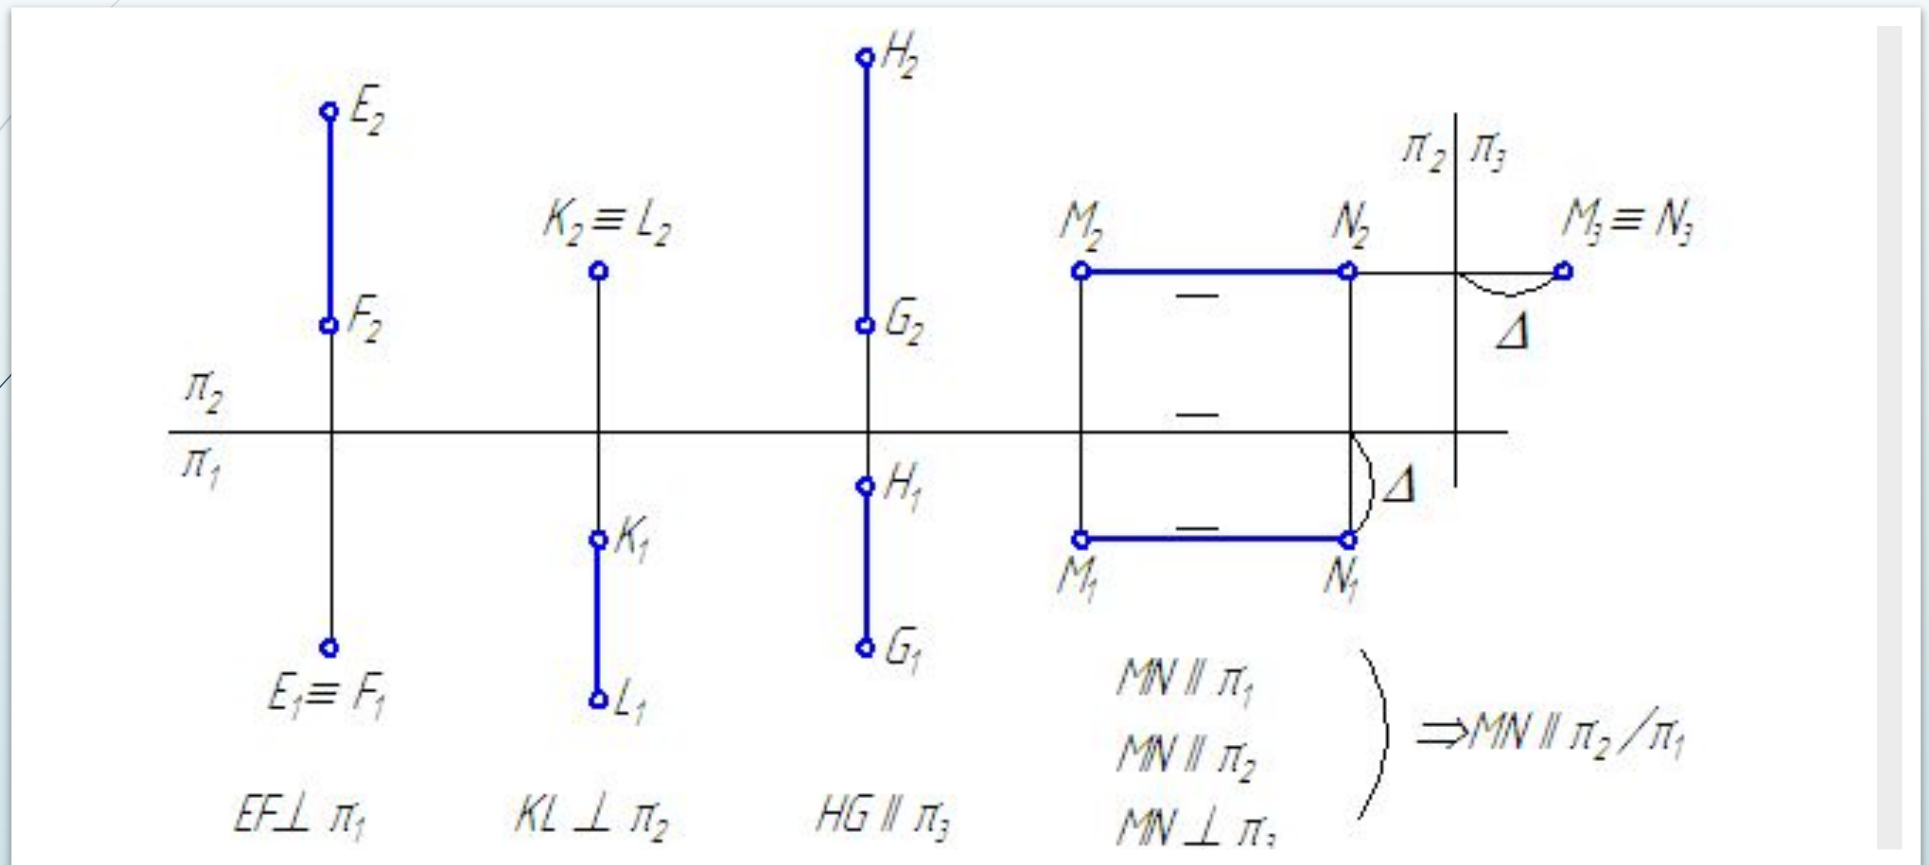 H₂
E₂
π₂ π₃
K₂ ≡ L₂
M₂
N₂
M₃ ≡ N₃
F₂
G₂
Δ
π₂
π₁
H₁
Δ
K₁
M₁
N₁
G₁
E₁ ≡ F₁
L₁
MN ∥ π₁
MN ∥ π₂
⇒ MN ∥ π₂/π₁
EF ⊥ π₁
KL ⊥ π₂
HG ∥ π₃
MN ⊥ π₃